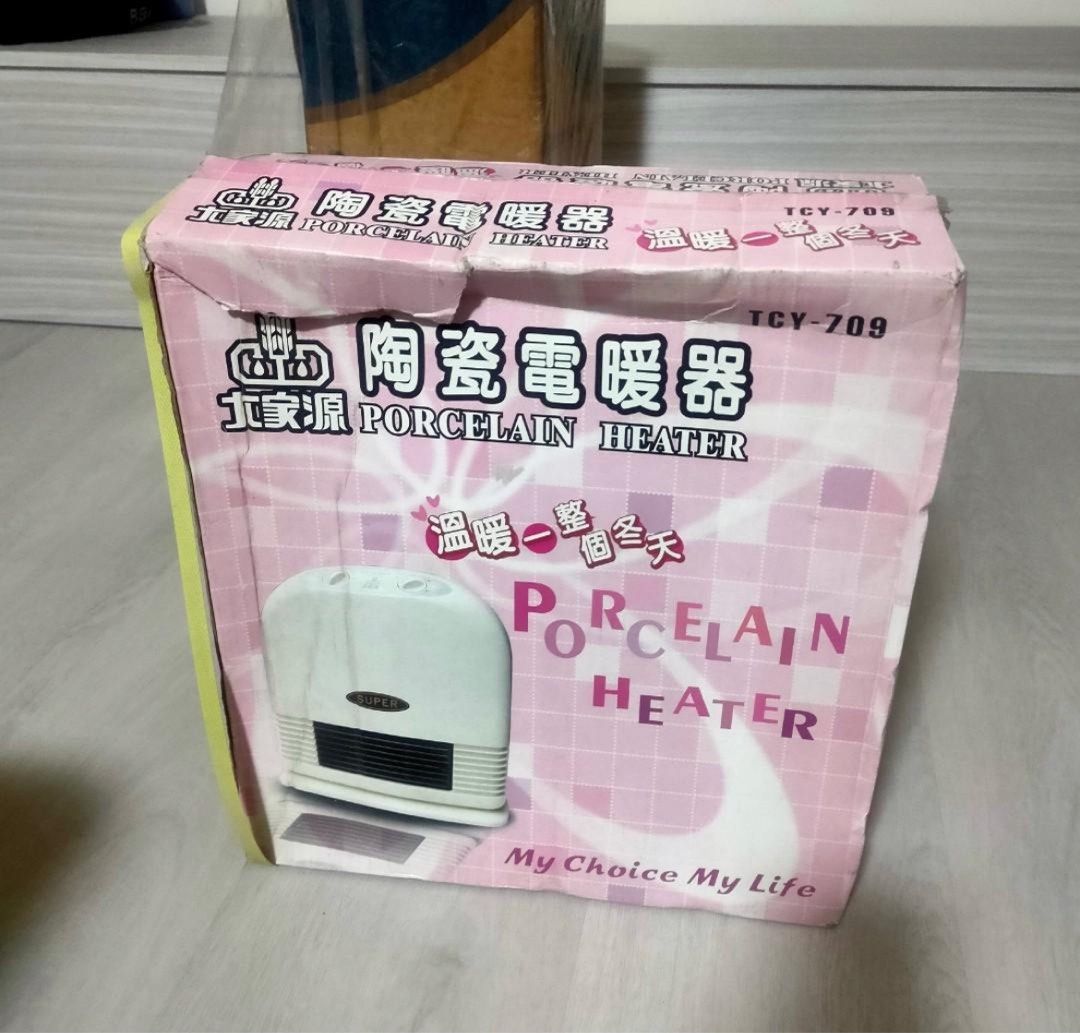 大家源 陶瓷電暖器
PORCELAIN HEATER
TCY-709
溫暖一整個冬天
TCY-709
大家源 陶瓷電暖器
PORCELAIN HEATER
溫暖一整個冬天
PORCELAIN
HEATER
SUPER
My Choice My Life